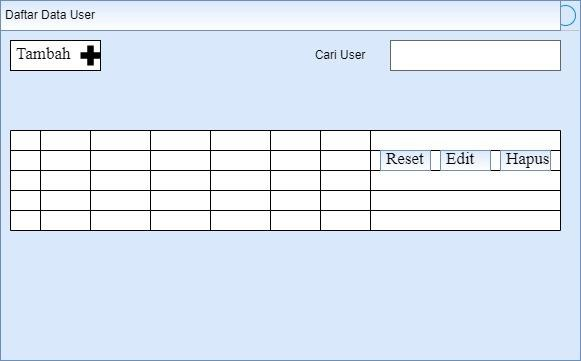 Daftar Data User
Tambah
Cari User
Reset
Edit
Hapus